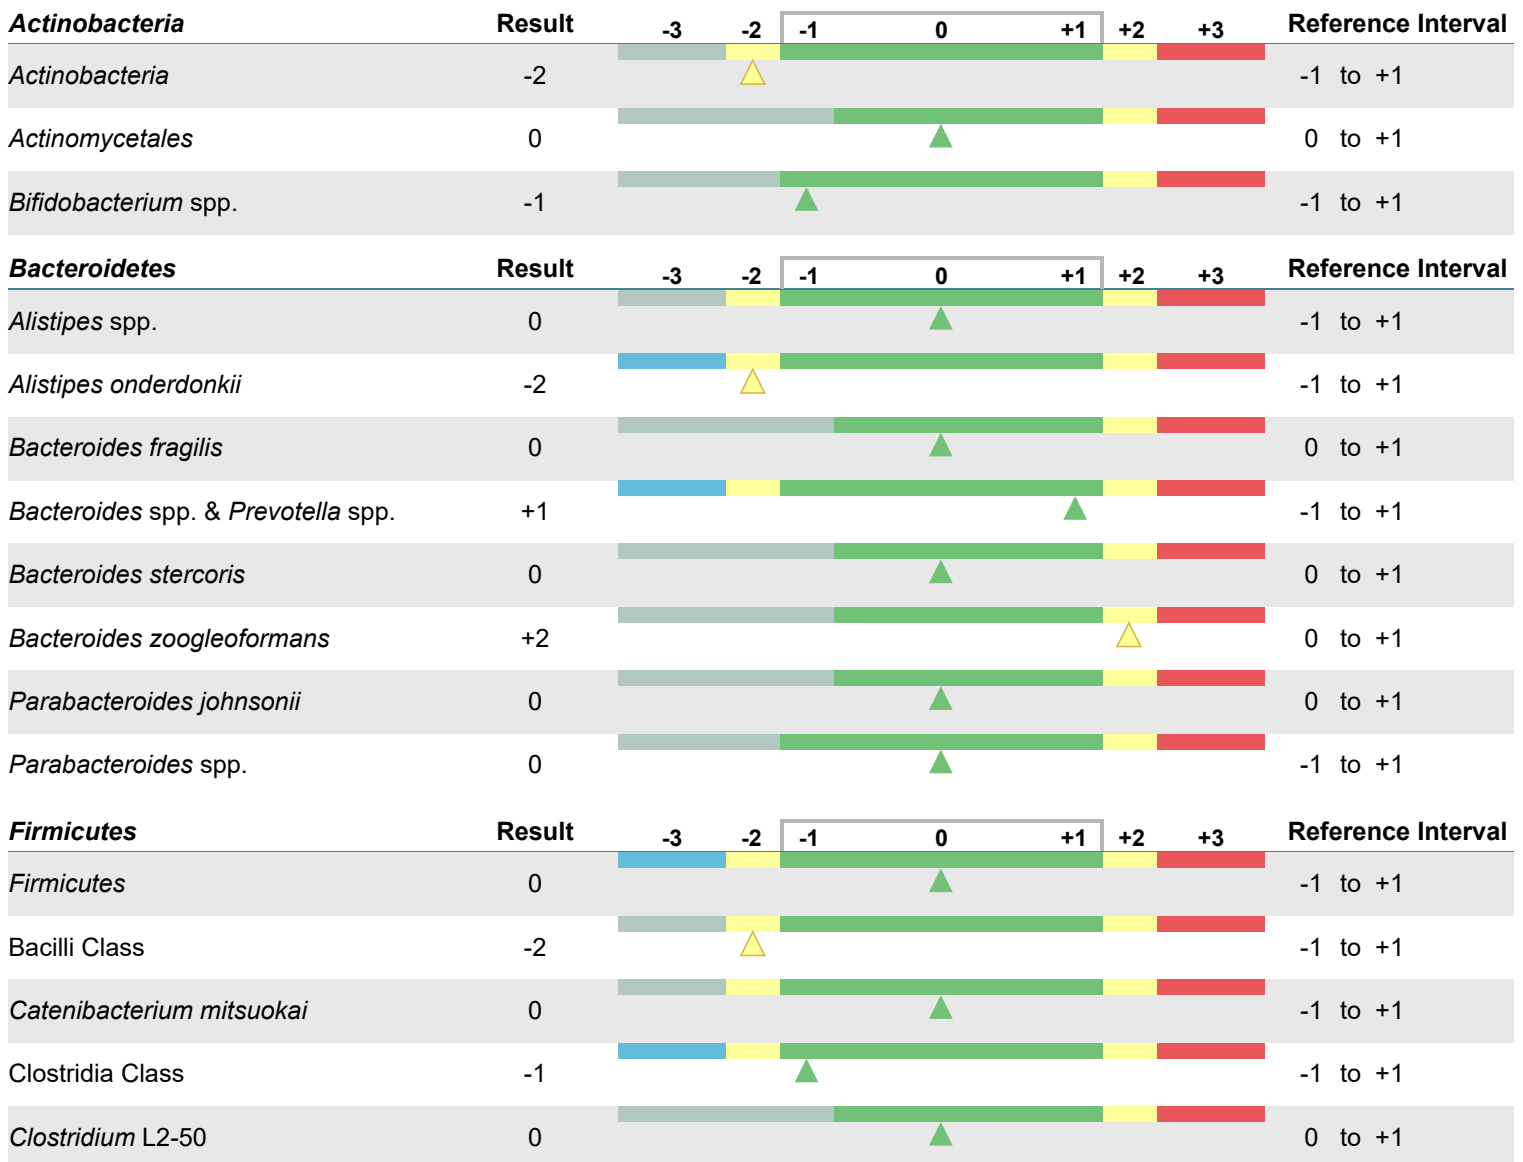 Actinobacteria Result -3 -2 -1 0 +1 +2 +3 Reference Interval
Actinobacteria -2 -1 to +1
Actinomycetales 0 0 to +1
Bifidobacterium spp. -1 -1 to +1
Bacteroidetes Result -3 -2 -1 0 +1 +2 +3 Reference Interval
Alistipes spp. 0 -1 to +1
Alistipes onderdonkii -2 -1 to +1
Bacteroides fragilis 0 0 to +1
Bacteroides spp. & Prevotella spp. +1 -1 to +1
Bacteroides stercoris 0 0 to +1
Bacteroides zoogleoformans +2 0 to +1
Parabacteroides johnsonii 0 0 to +1
Parabacteroides spp. 0 -1 to +1
Firmicutes Result -3 -2 -1 0 +1 +2 +3 Reference Interval
Firmicutes 0 -1 to +1
Bacilli Class -2 -1 to +1
Catenibacterium mitsuokai 0 -1 to +1
Clostridia Class -1 -1 to +1
Clostridium L2-50 0 0 to +1